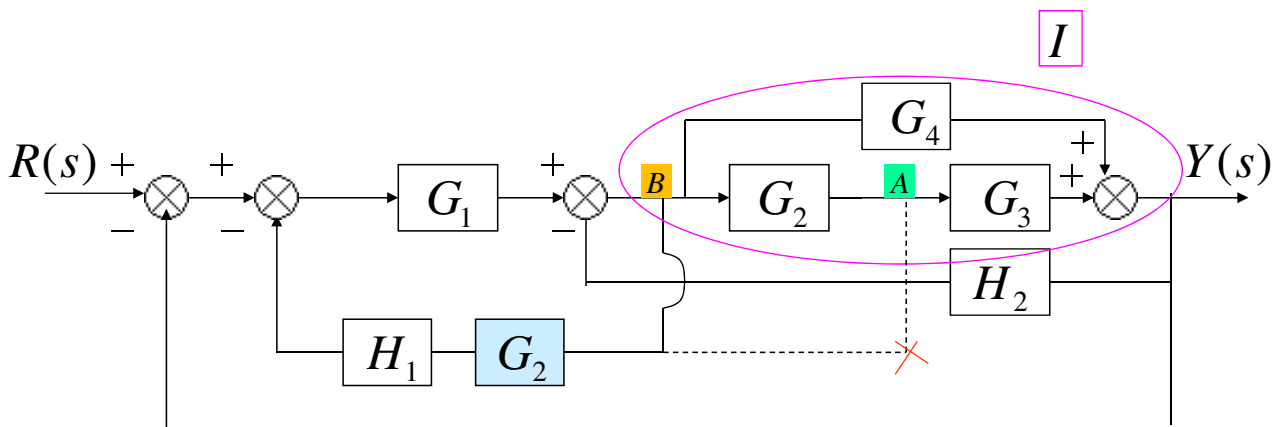 I
G₄
R(s) + + + + + Y(s)
B A
G₁ G₂ G₃
− − −
H₂
H₁ G₂